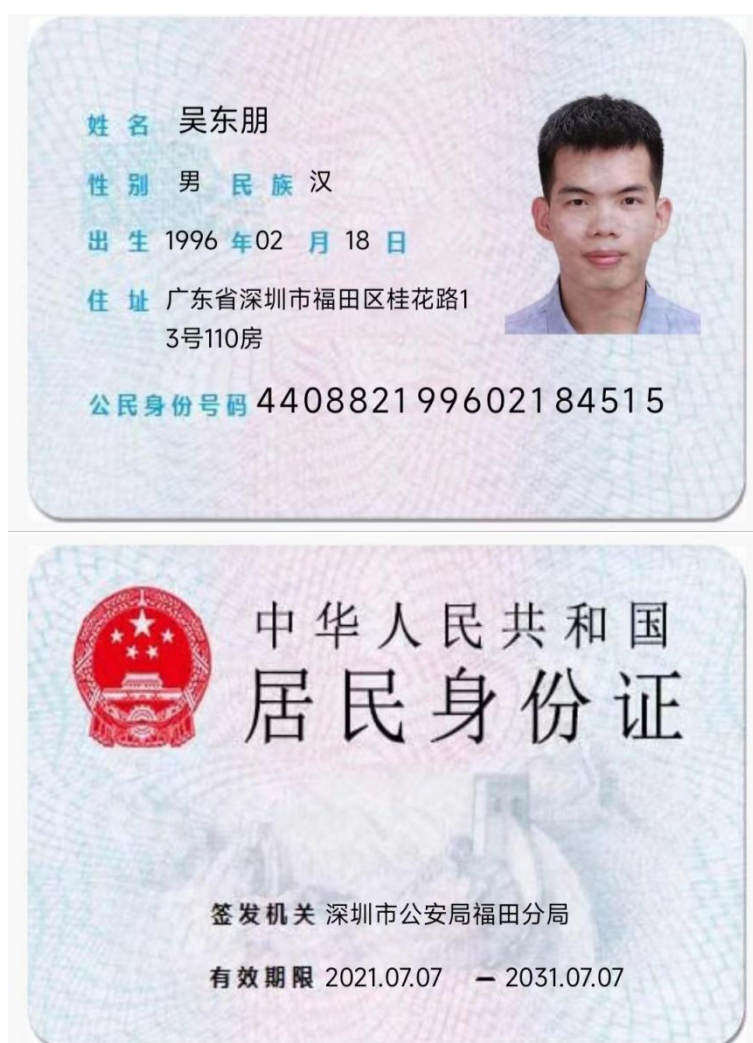 姓名 吴东朋
性别 男 民族 汉
出生 1996 年02 月 18 日
住址 广东省深圳市福田区桂花路1
3号110房
公民身份号码 440882199602184515
中华人民共和国
居民身份证
签发机关 深圳市公安局福田分局
有效期限 2021.07.07 – 2031.07.07